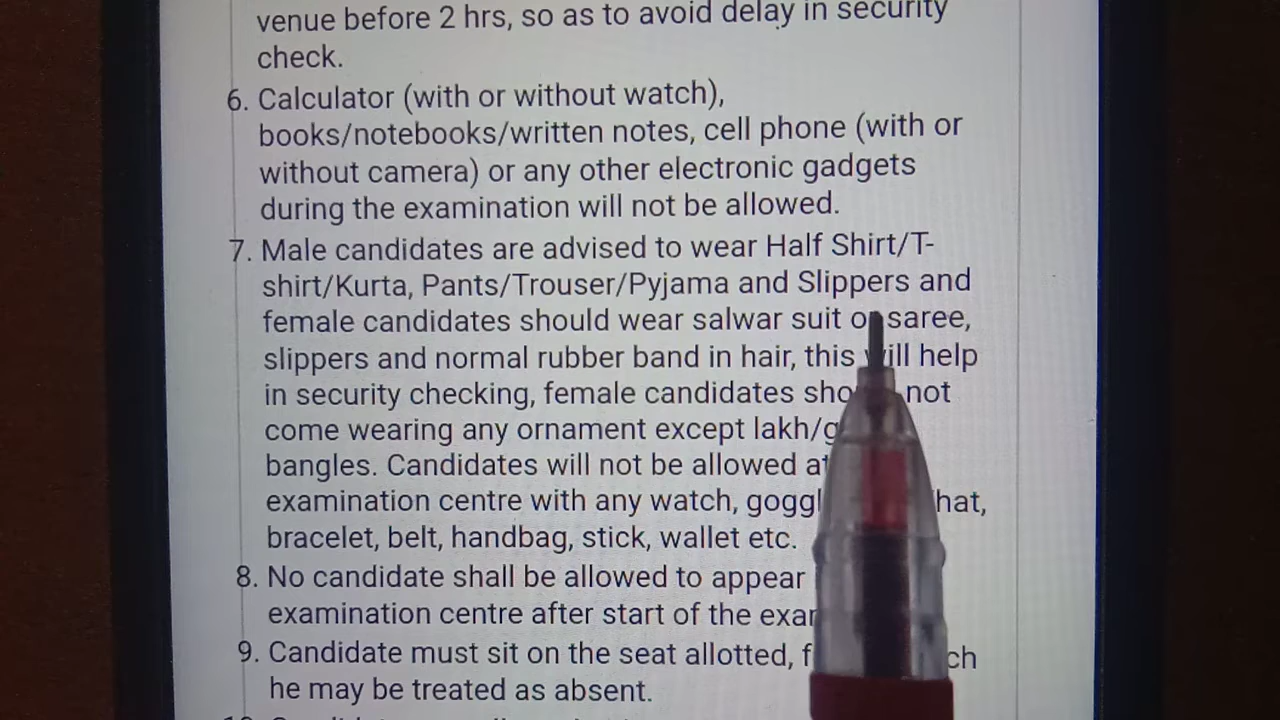 venue before 2 hrs, so as to avoid delay in security
check.
6. Calculator (with or without watch),
books/notebooks/written notes, cell phone (with or
without camera) or any other electronic gadgets
during the examination will not be allowed.
7. Male candidates are advised to wear Half Shirt/T-
shirt/Kurta, Pants/Trouser/Pyjama and Slippers and
female candidates should wear salwar suit or saree,
slippers and normal rubber band in hair, this will help
in security checking, female candidates not
come wearing any ornament except lakh/
bangles. Candidates will not be allowed at
examination centre with any watch, hat,
bracelet, belt, handbag, stick, wallet etc.
8. No candidate shall be allowed to appear
examination centre after start of the
9. Candidate must sit on the seat allotted,
he may be treated as absent.